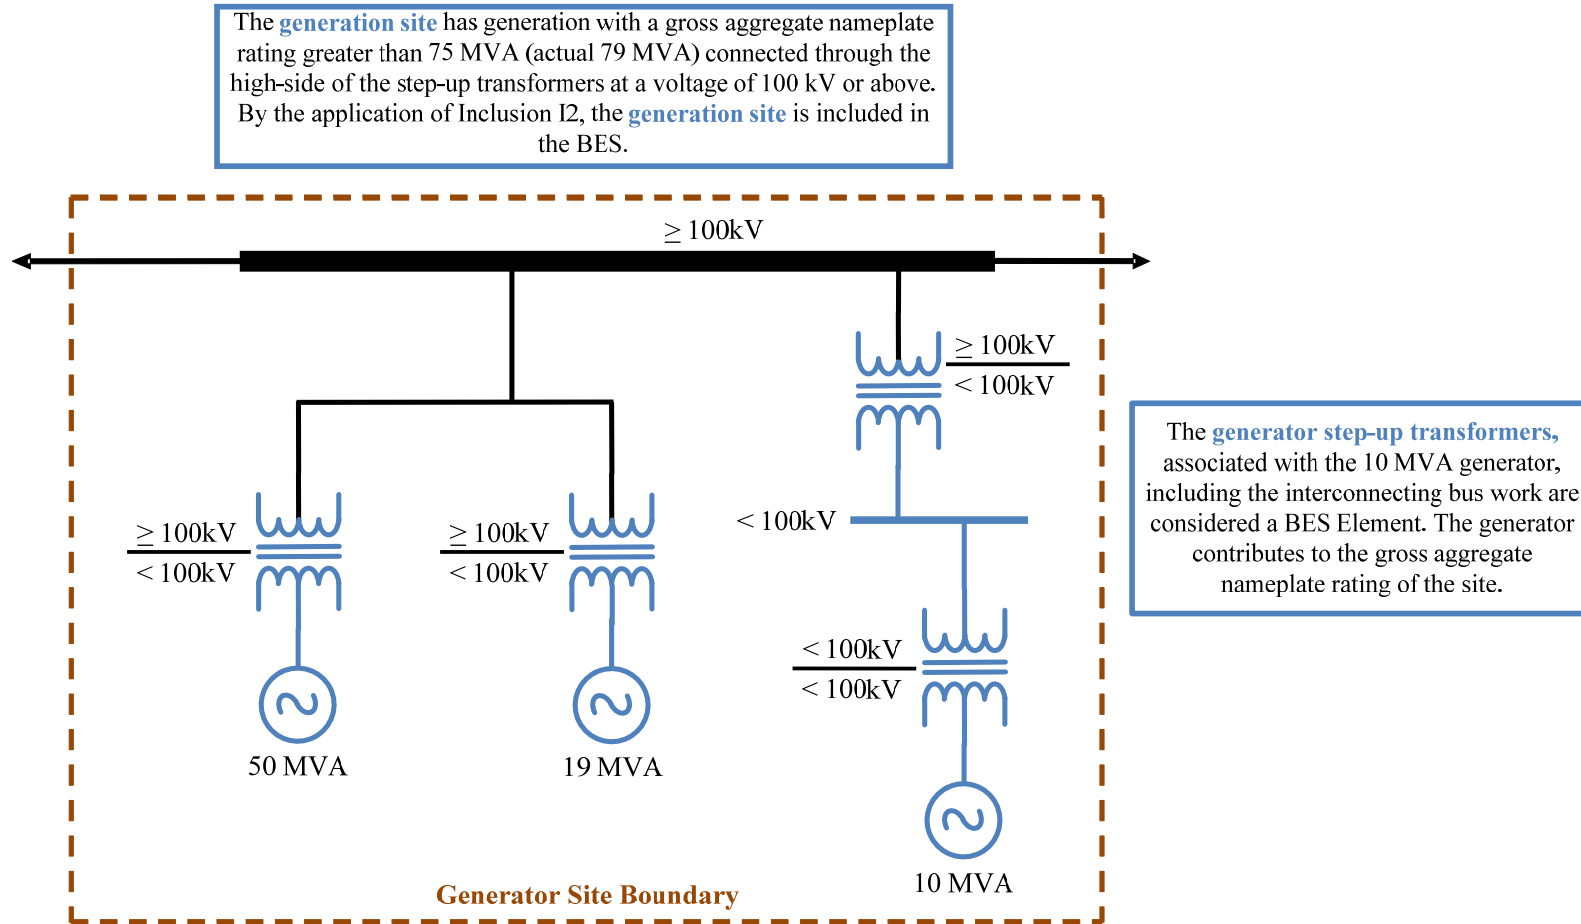 The generation site has generation with a gross aggregate nameplate
rating greater than 75 MVA (actual 79 MVA) connected through the
high-side of the step-up transformers at a voltage of 100 kV or above.
By the application of Inclusion I2, the generation site is included in
the BES.
≥ 100kV
≥ 100kV
< 100kV
The generator step-up transformers,
associated with the 10 MVA generator,
including the interconnecting bus work are
considered a BES Element. The generator
contributes to the gross aggregate
nameplate rating of the site.
≥ 100kV
< 100kV
≥ 100kV
< 100kV
< 100kV
< 100kV
< 100kV
50 MVA
19 MVA
10 MVA
Generator Site Boundary